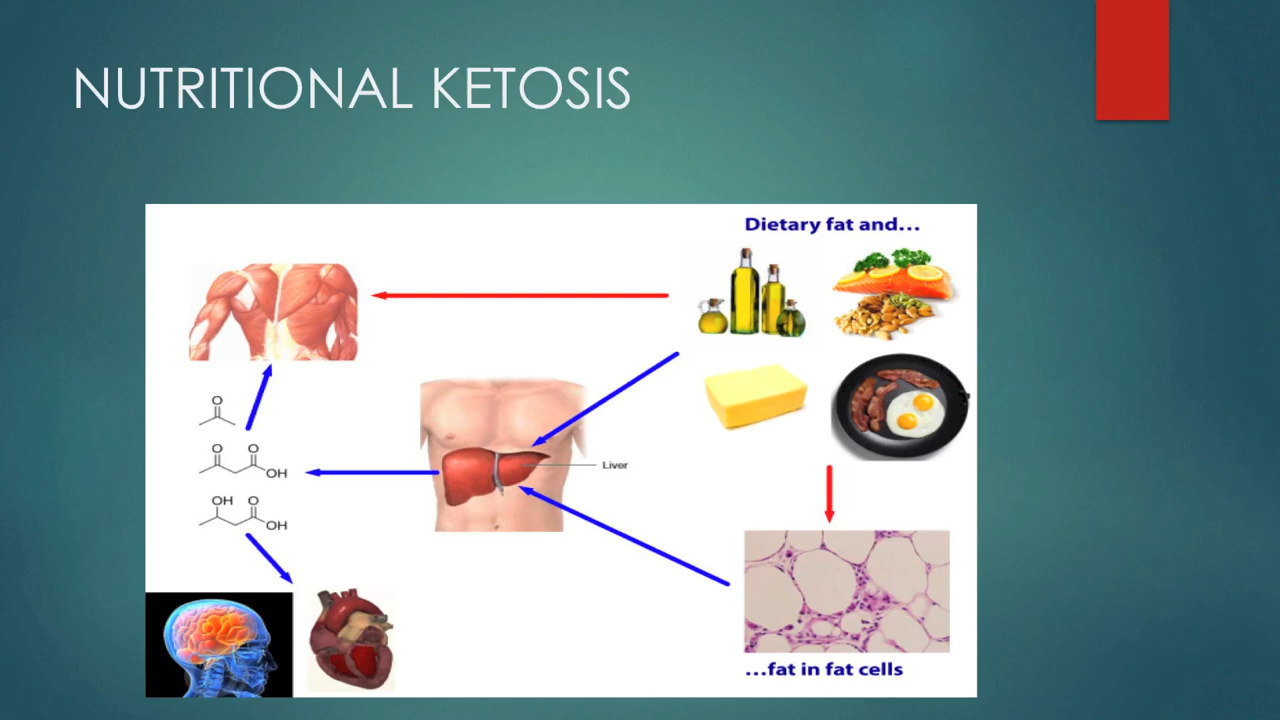 NUTRITIONAL KETOSIS
Dietary fat and...
O
O O
OH
OH O
OH
Liver
...fat in fat cells